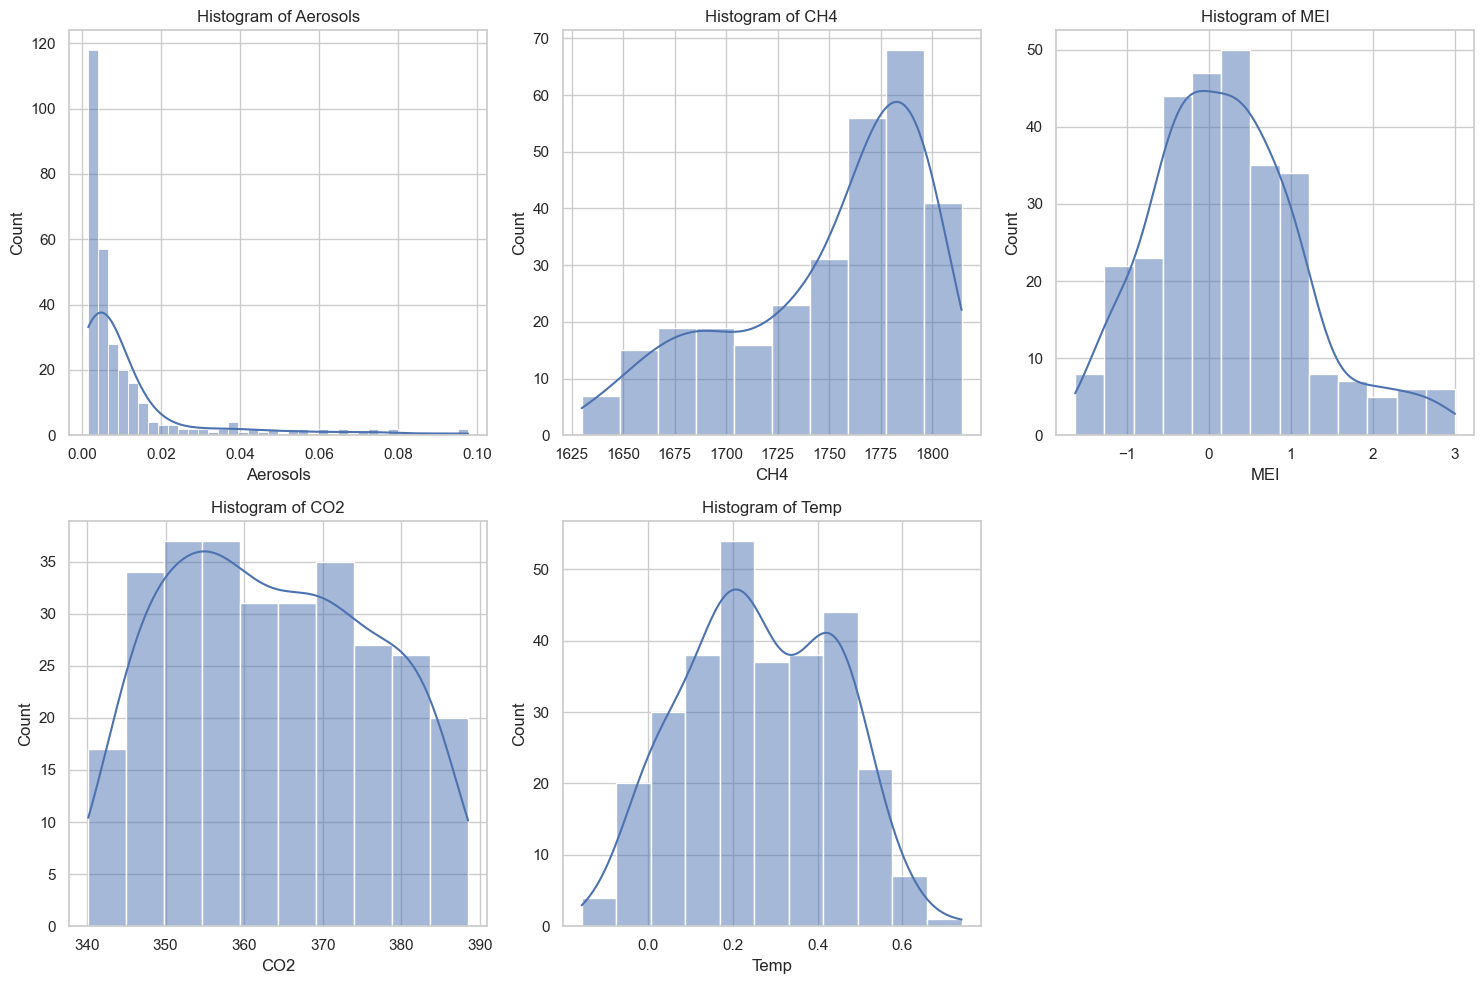 Histogram of Aerosols
120
100
80
60
40
20
0
Count
0.00 0.02 0.04 0.06 0.08 0.10
Aerosols
Histogram of CH4
70
60
50
40
30
20
10
0
Count
1625 1650 1675 1700 1725 1750 1775 1800
CH4
Histogram of MEI
50
40
30
20
10
0
Count
−1 0 1 2 3
MEI
Histogram of CO2
35
30
25
20
15
10
5
0
Count
340 350 360 370 380 390
CO2
Histogram of Temp
50
40
30
20
10
0
Count
0.0 0.2 0.4 0.6
Temp